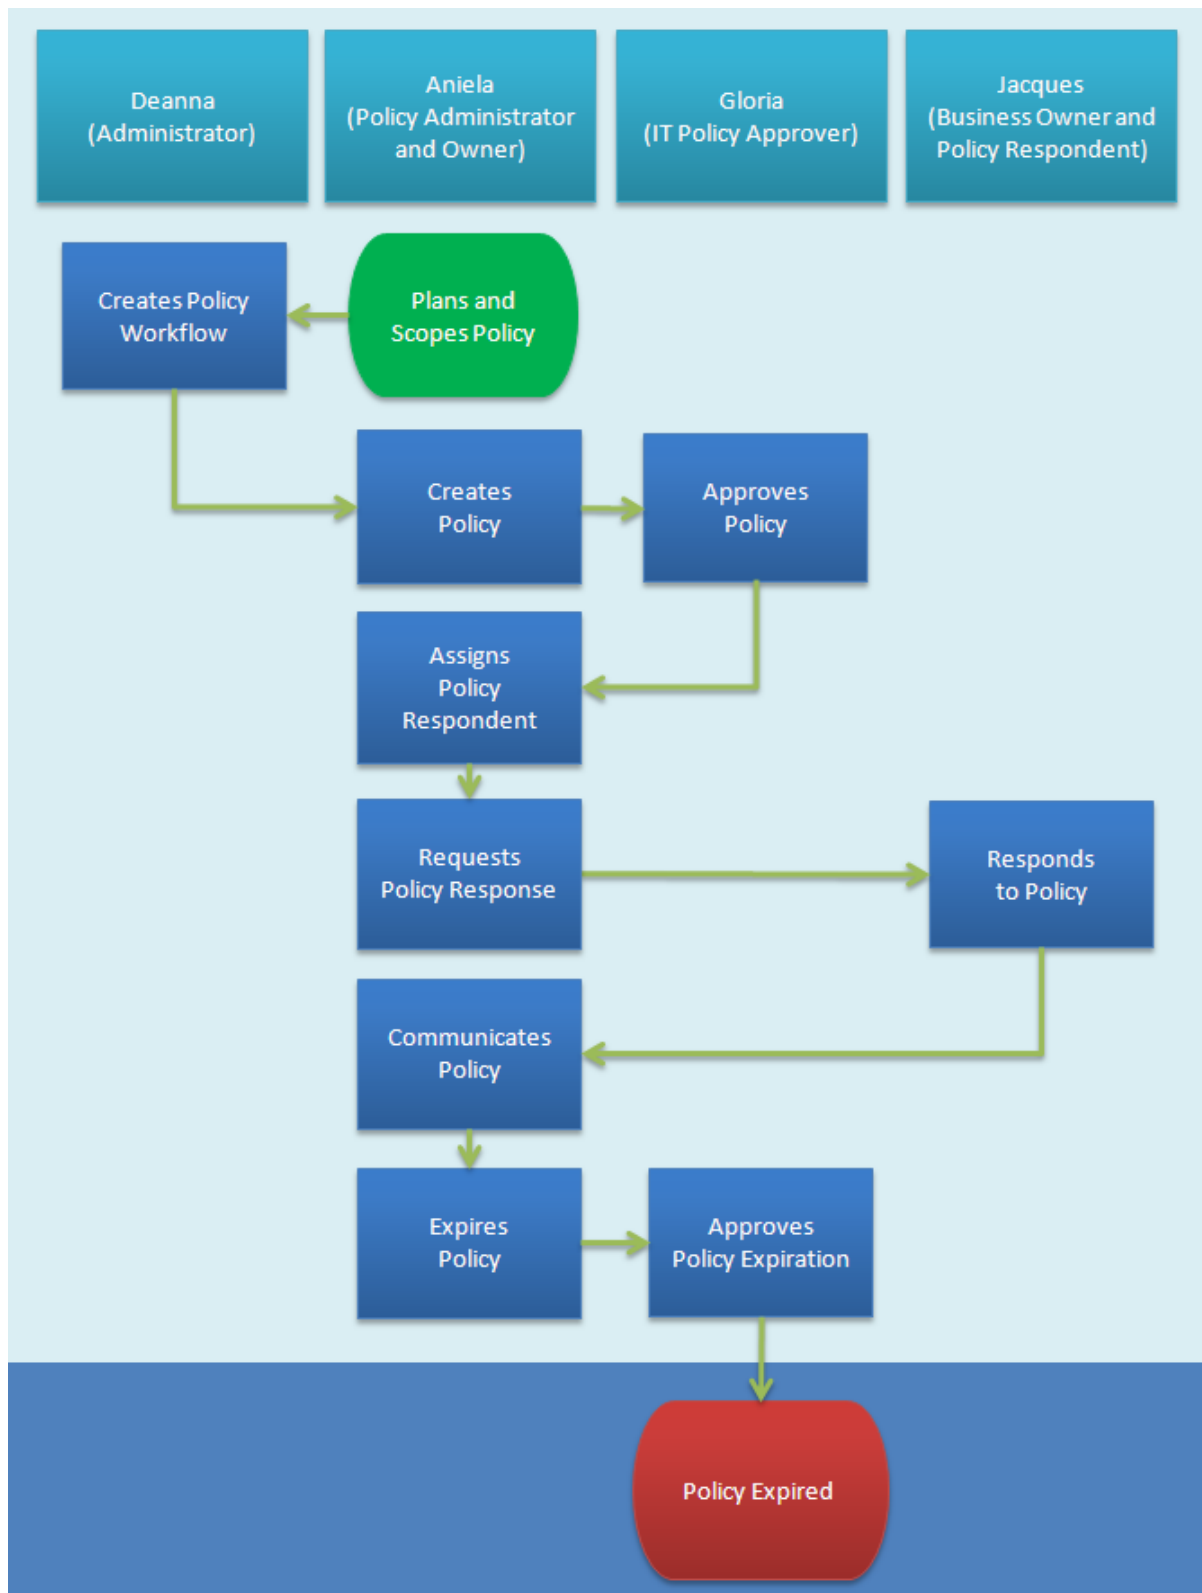 Deanna
(Administrator)
Aniela
(Policy Administrator
and Owner)
Gloria
(IT Policy Approver)
Jacques
(Business Owner and
Policy Respondent)
Creates Policy
Workflow
Plans and
Scopes Policy
Creates
Policy
Approves
Policy
Assigns
Policy
Respondent
Requests
Policy Response
Responds
to Policy
Communicates
Policy
Expires
Policy
Approves
Policy Expiration
Policy Expired